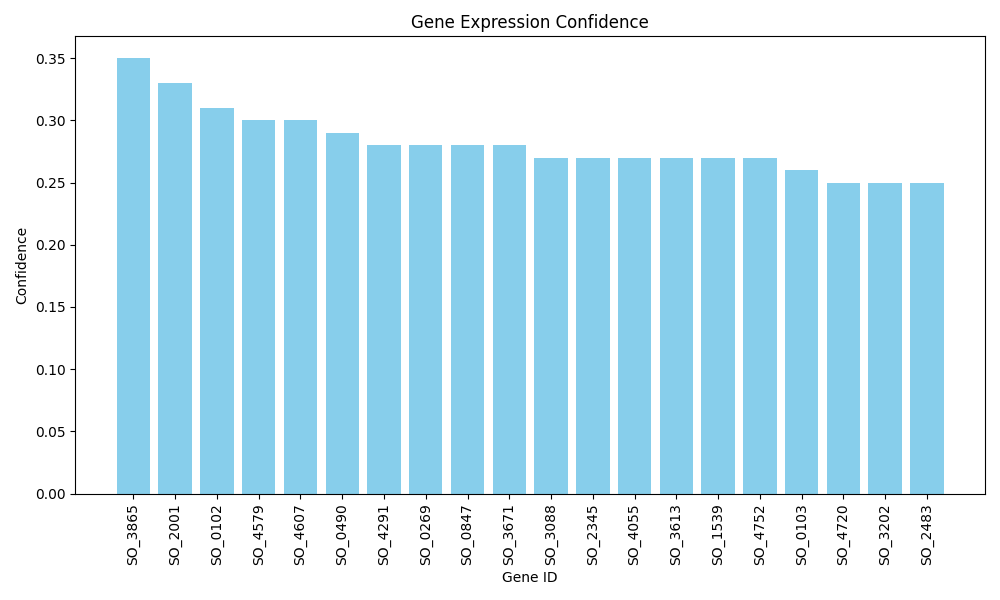 Gene Expression Confidence
Confidence
0.35
0.30
0.25
0.20
0.15
0.10
0.05
0.00
SO_3865
SO_2001
SO_0102
SO_4579
SO_4607
SO_0490
SO_4291
SO_0269
SO_0847
SO_3671
SO_3088
SO_2345
SO_4055
SO_3613
SO_1539
SO_4752
SO_0103
SO_4720
SO_3202
SO_2483
Gene ID